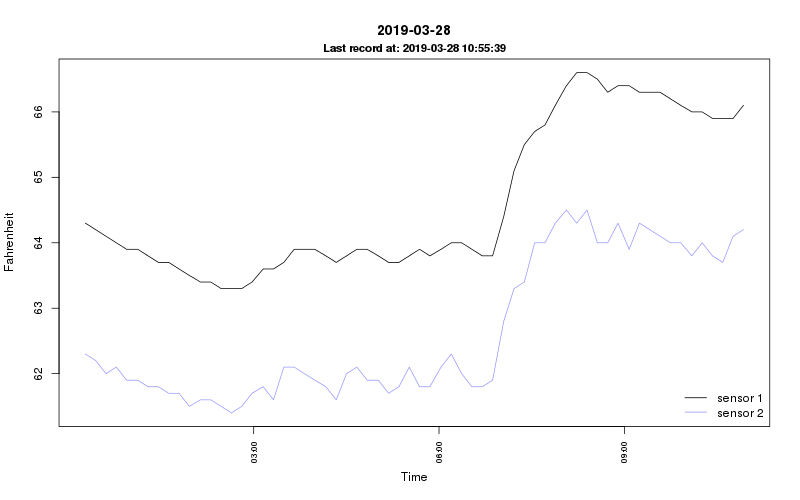 2019-03-28
Last record at: 2019-03-28 10:55:39
Fahrenheit
66
65
64
63
62
03:00
06:00
09:00
Time
sensor 1
sensor 2